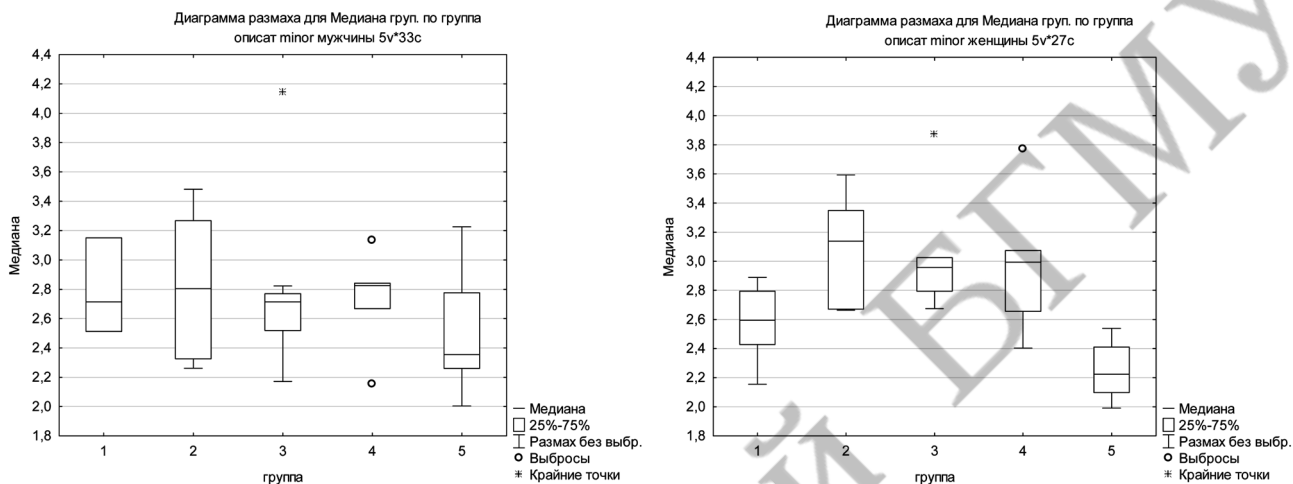 Диаграмма размаха для Медиана груп. по группа
описат minor мужчины 5v*33c
4,4
4,2
4,0
3,8
3,6
3,4
3,2
3,0
2,8
2,6
2,4
2,2
2,0
1,8
Медиана
1 2 3 4 5
группа
Медиана
25%-75%
Размах без выбр.
Выбросы
Крайние точки
Диаграмма размаха для Медиана груп. по группа
описат minor женщины 5v*27c
4,4
4,2
4,0
3,8
3,6
3,4
3,2
3,0
2,8
2,6
2,4
2,2
2,0
1,8
Медиана
1 2 3 4 5
группа
Медиана
25%-75%
Размах без выбр.
Выбросы
Крайние точки
й БГМУ